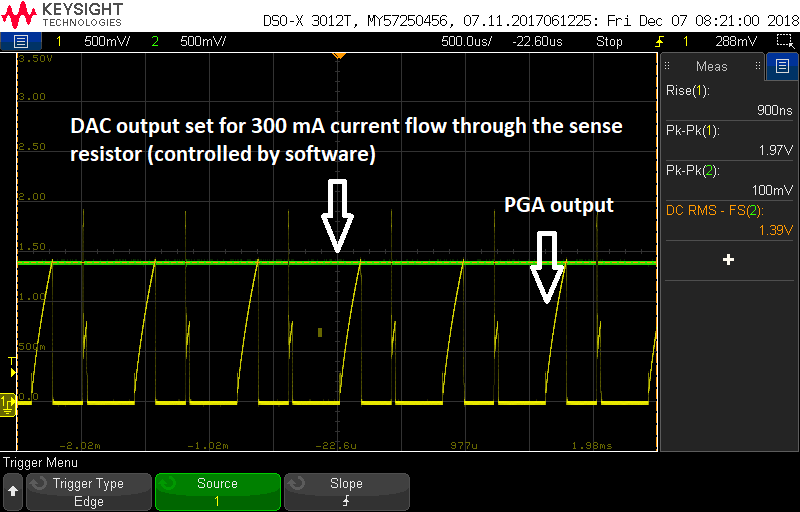 KEYSIGHT
TECHNOLOGIES
DSO-X 3012T, MY57250456, 07.11.2017061225: Fri Dec 07 08:21:00 2018
1 500mV/ 2 500mV/ 500.0us/ -22.60us Stop 1 288mV
3.50V
3.00
2.50
2.00
1.50
1.00
500m
0.0
DAC output set for 300 mA current flow through the sense
resistor (controlled by software)
PGA output
T
1
-2.02m -1.02m -22.6u 977u 1.98ms
Meas
Rise(1):
900ns
Pk-Pk(1):
1.97V
Pk-Pk(2):
100mV
DC RMS - FS(2):
1.39V
Trigger Menu
Trigger Type
Edge
Source
1
Slope